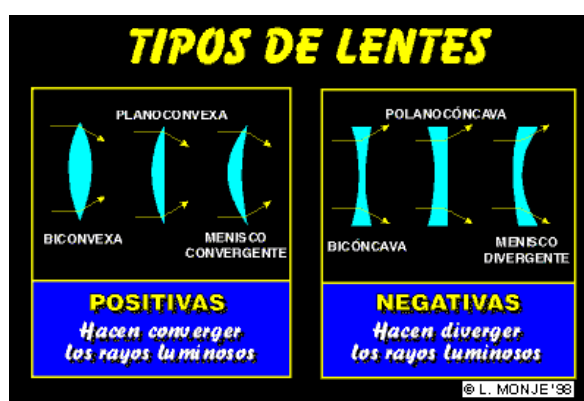 TIPOS DE LENTES
PLANOCONVEXA
BICONVEXA
MENISCO
CONVERGENTE
POSITIVAS
Hacen converger
los rayos luminosos
POLANOCÓNCAVA
BICÓNCAVA
MENISCO
DIVERGENTE
NEGATIVAS
Hacen diverger
los rayos luminosos
© L. MONJE '98